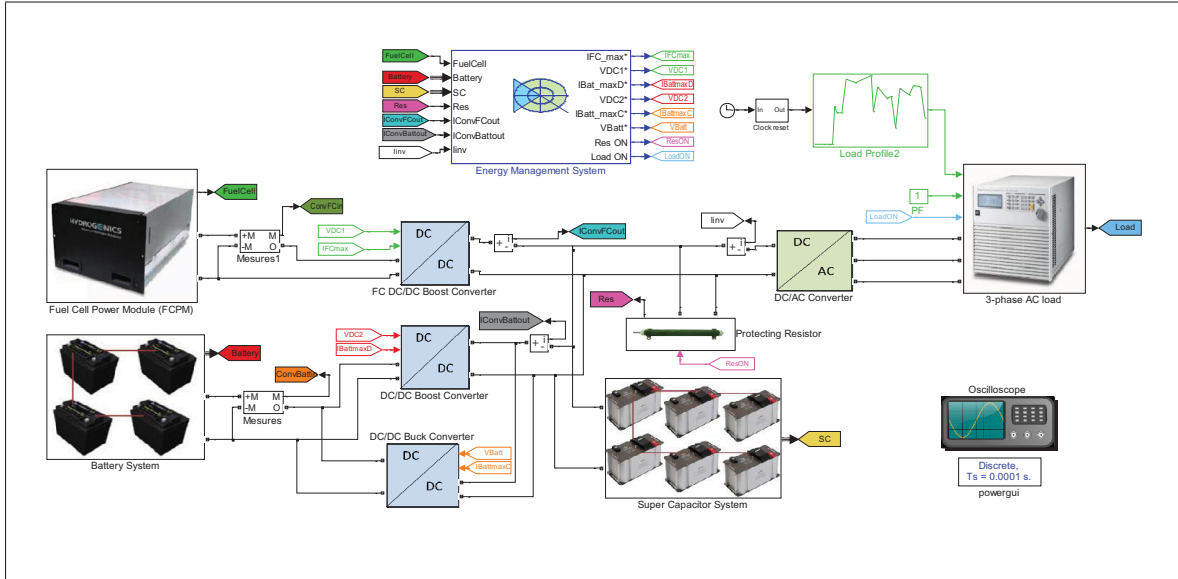 FuelCell
Battery
SC
Res
IConvFCout
IConvBattout
Iinv
FuelCell
Battery
SC
Res
IConvFCout
IConvBattout
Iinv
IFC_max*
VDC1*
IBat_maxD*
VDC2*
IBatt_maxC*
VBatt*
Res ON
Load ON
IFCmax
VDC1
IBattmaxD
VDC2
IBattmaxC
VBatt
ResON
LoadON
Energy Management System
In Out
Clock reset
Load Profile2
1
PF
LoadON
Load
3-phase AC load
HYDROGENICS
FuelCell
Fuel Cell Power Module (FCPM)
ConvFCin
+M M
-M O
Mesures1
VDC1
IFCmax
DC
DC
FC DC/DC Boost Converter
+ - i
IConvFCout
Iinv
+ - i
DC
AC
DC/AC Converter
Res
Protecting Resistor
ResON
IConvBattout
+ - i
VDC2
IBattmaxD
DC
DC
DC/DC Boost Converter
Battery
Battery System
+M M
-M O
Mesures
DC/DC Buck Converter
DC
DC
VBatt
IBattmaxC
SC
Super Capacitor System
Oscilloscope
Discrete,
Ts = 0.0001 s.
powergui